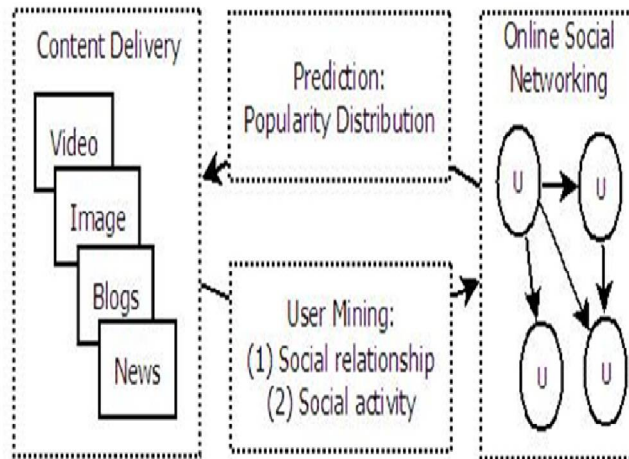 Content Delivery
Video
Image
Blogs
News
Prediction:
Popularity Distribution
User Mining:
(1) Social relationship
(2) Social activity
Online Social
Networking
U
U
U
U